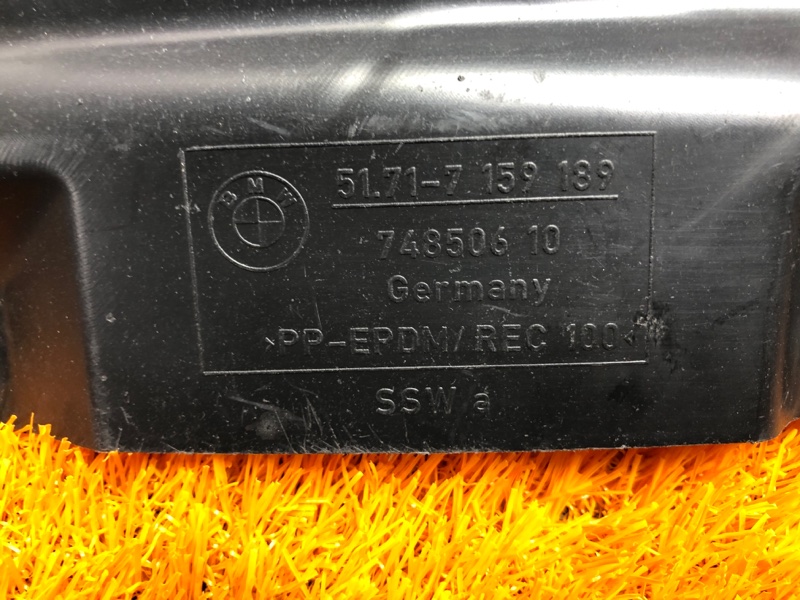 BMW
51.71-7 159 189
748506 10
Germany
>PP-EPDM/REC 100<
SSW a